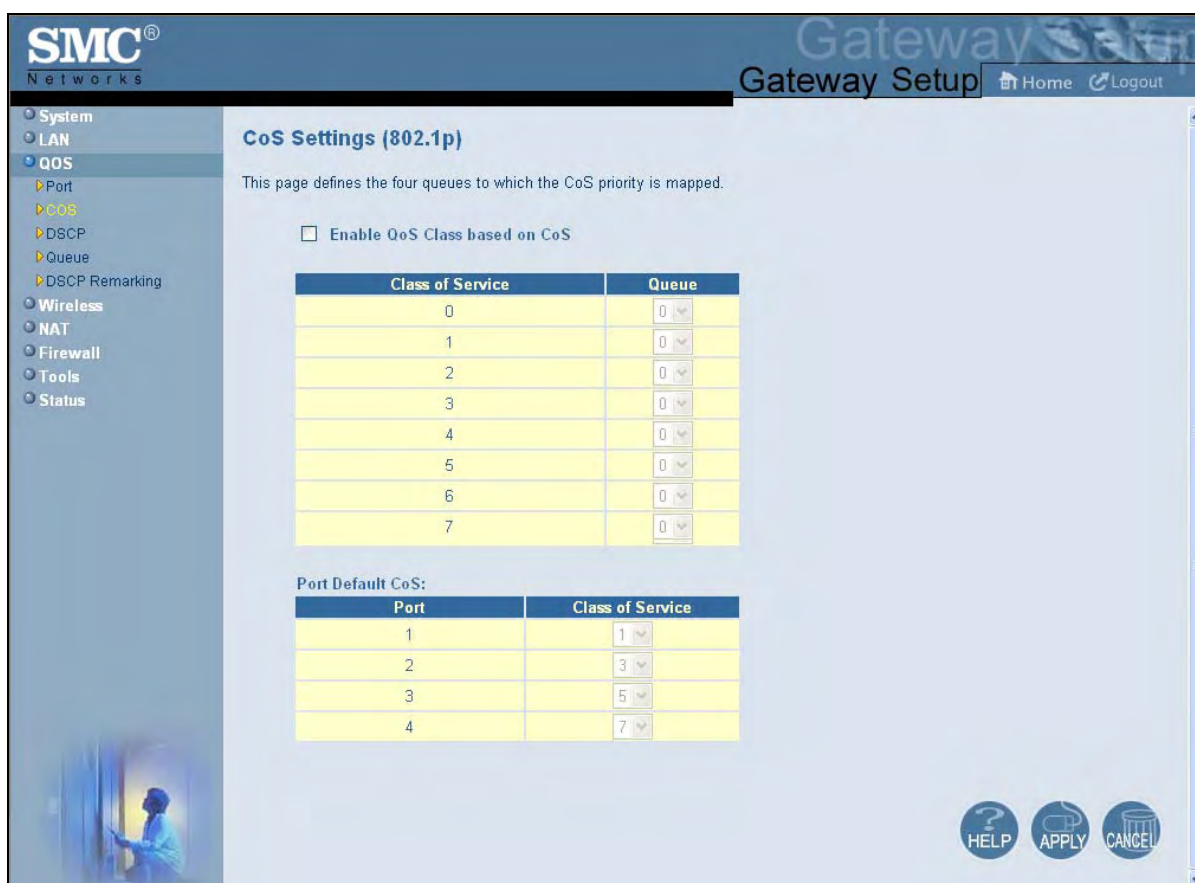 SMC®
Networks
Gateway Setup
Gateway Setup
Home
Logout
System
LAN
QOS
Port
COS
DSCP
Queue
DSCP Remarking
Wireless
NAT
Firewall
Tools
Status
CoS Settings (802.1p)
This page defines the four queues to which the CoS priority is mapped.
Enable QoS Class based on CoS
Class of Service Queue
0 0
1 0
2 0
3 0
4 0
5 0
6 0
7 0
Port Default CoS:
Port Class of Service
1 1
2 3
3 5
4 7
HELP APPLY CANCEL